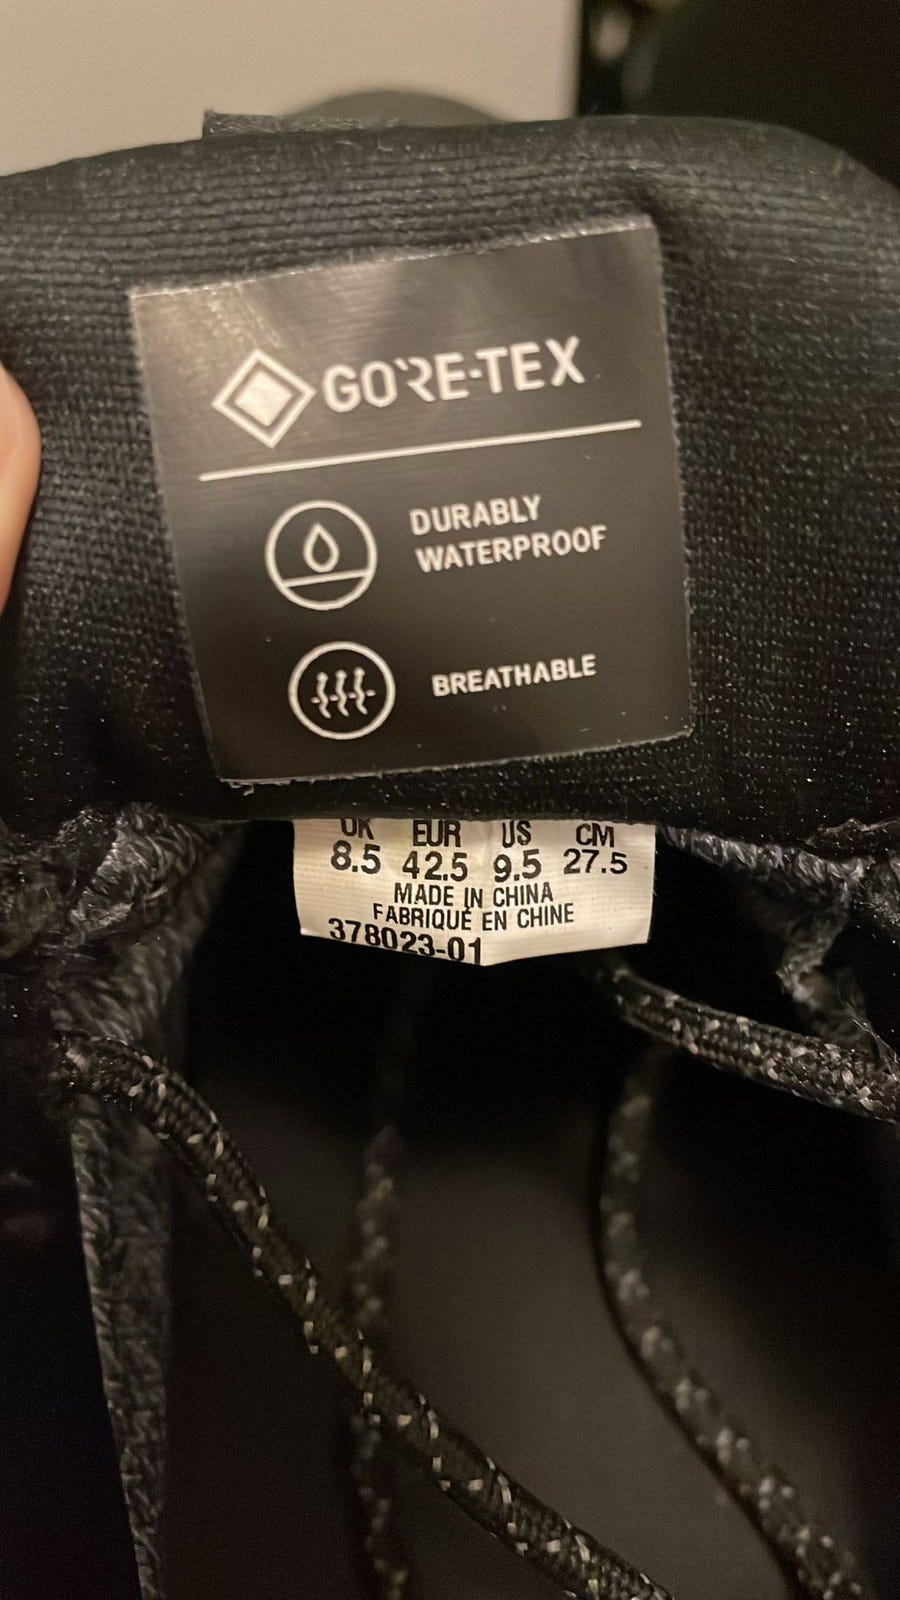 GORE-TEX
DURABLY
WATERPROOF
BREATHABLE
UK EUR US CM
8.5 42.5 9.5 27.5
MADE IN CHINA
FABRIQUÉ EN CHINE
378023-01